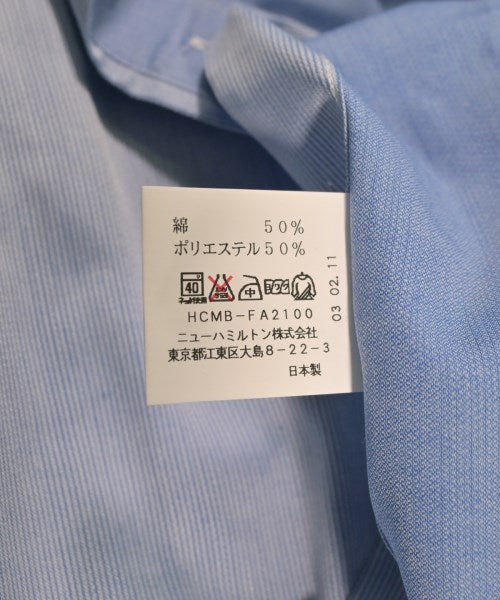 綿 50%
ポリエステル 50%
40
ネット使用
中
HCMB-FA2100
ニューハミルトン株式会社
東京都江東区大島8-22-3
日本製
03 02. 11